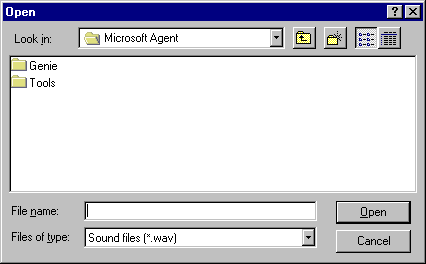 Open
Look in: Microsoft Agent
Genie
Tools
File name: Open
Files of type: Sound files (*.wav) Cancel